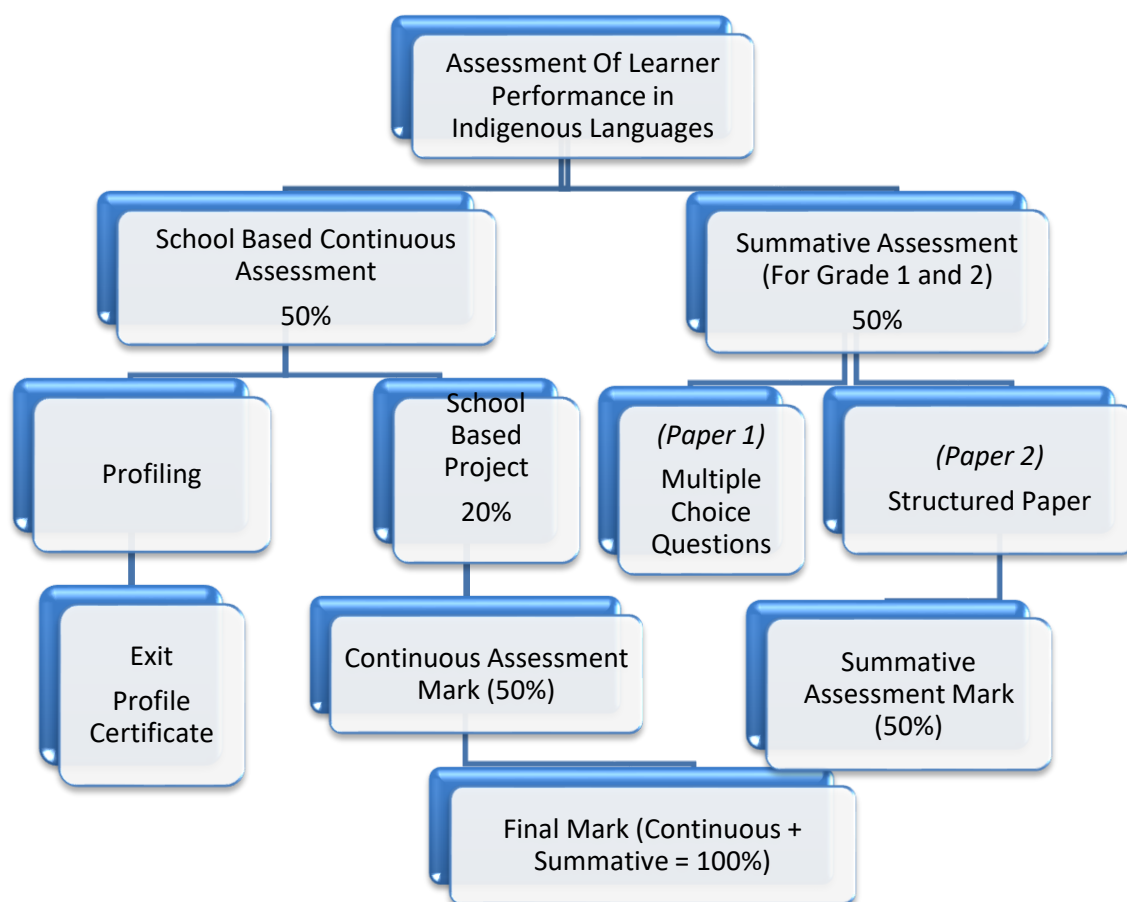 Assessment Of Learner
Performance in
Indigenous Languages
School Based Continuous
Assessment
50%
Summative Assessment
(For Grade 1 and 2)
50%
Profiling
School
Based
Project
20%
(Paper 1)
Multiple
Choice
Questions
(Paper 2)
Structured Paper
Exit
Profile
Certificate
Continuous Assessment
Mark (50%)
Summative
Assessment Mark
(50%)
Final Mark (Continuous +
Summative = 100%)